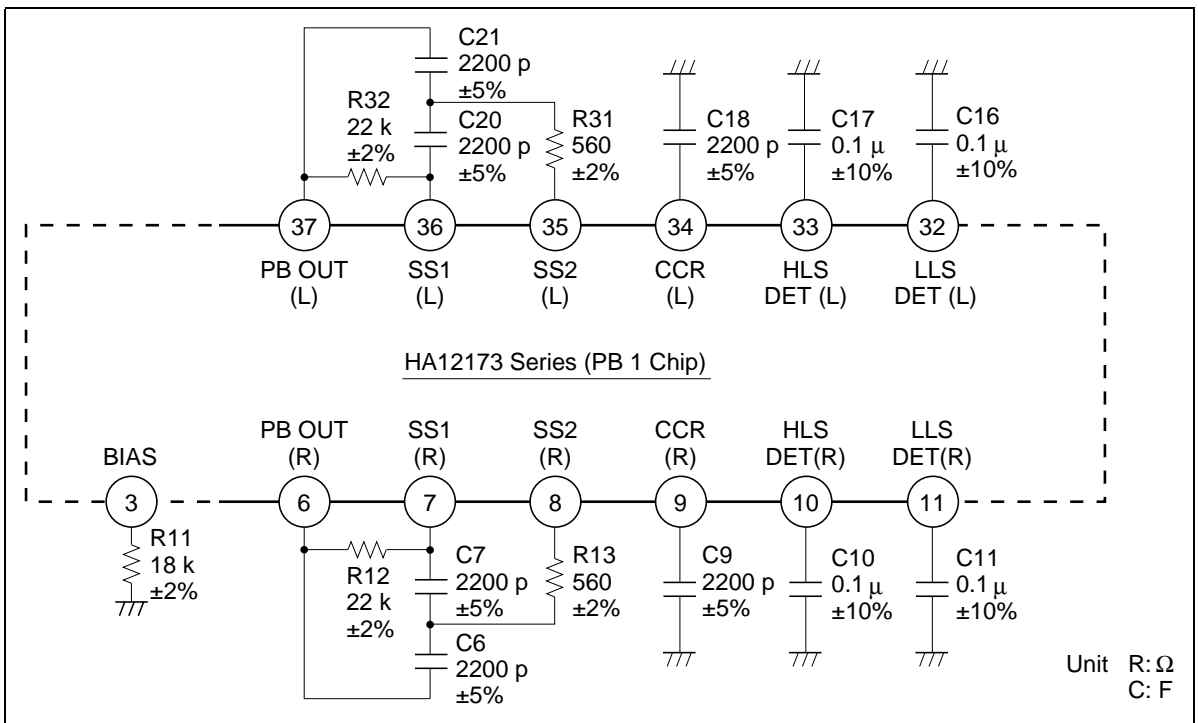 C21
2200 p
±5%
R32
22 k
±2%
C20
2200 p
±5%
R31
560
±2%
C18
2200 p
±5%
C17
0.1 μ
±10%
C16
0.1 μ
±10%
37
36
35
34
33
32
PB OUT
(L)
SS1
(L)
SS2
(L)
CCR
(L)
HLS
DET (L)
LLS
DET (L)
HA12173 Series (PB 1 Chip)
BIAS
PB OUT
(R)
SS1
(R)
SS2
(R)
CCR
(R)
HLS
DET(R)
LLS
DET(R)
3
6
7
8
9
10
11
R11
18 k
±2%
R12
22 k
±2%
C7
2200 p
±5%
C6
2200 p
±5%
R13
560
±2%
C9
2200 p
±5%
C10
0.1 μ
±10%
C11
0.1 μ
±10%
Unit R: Ω
C: F